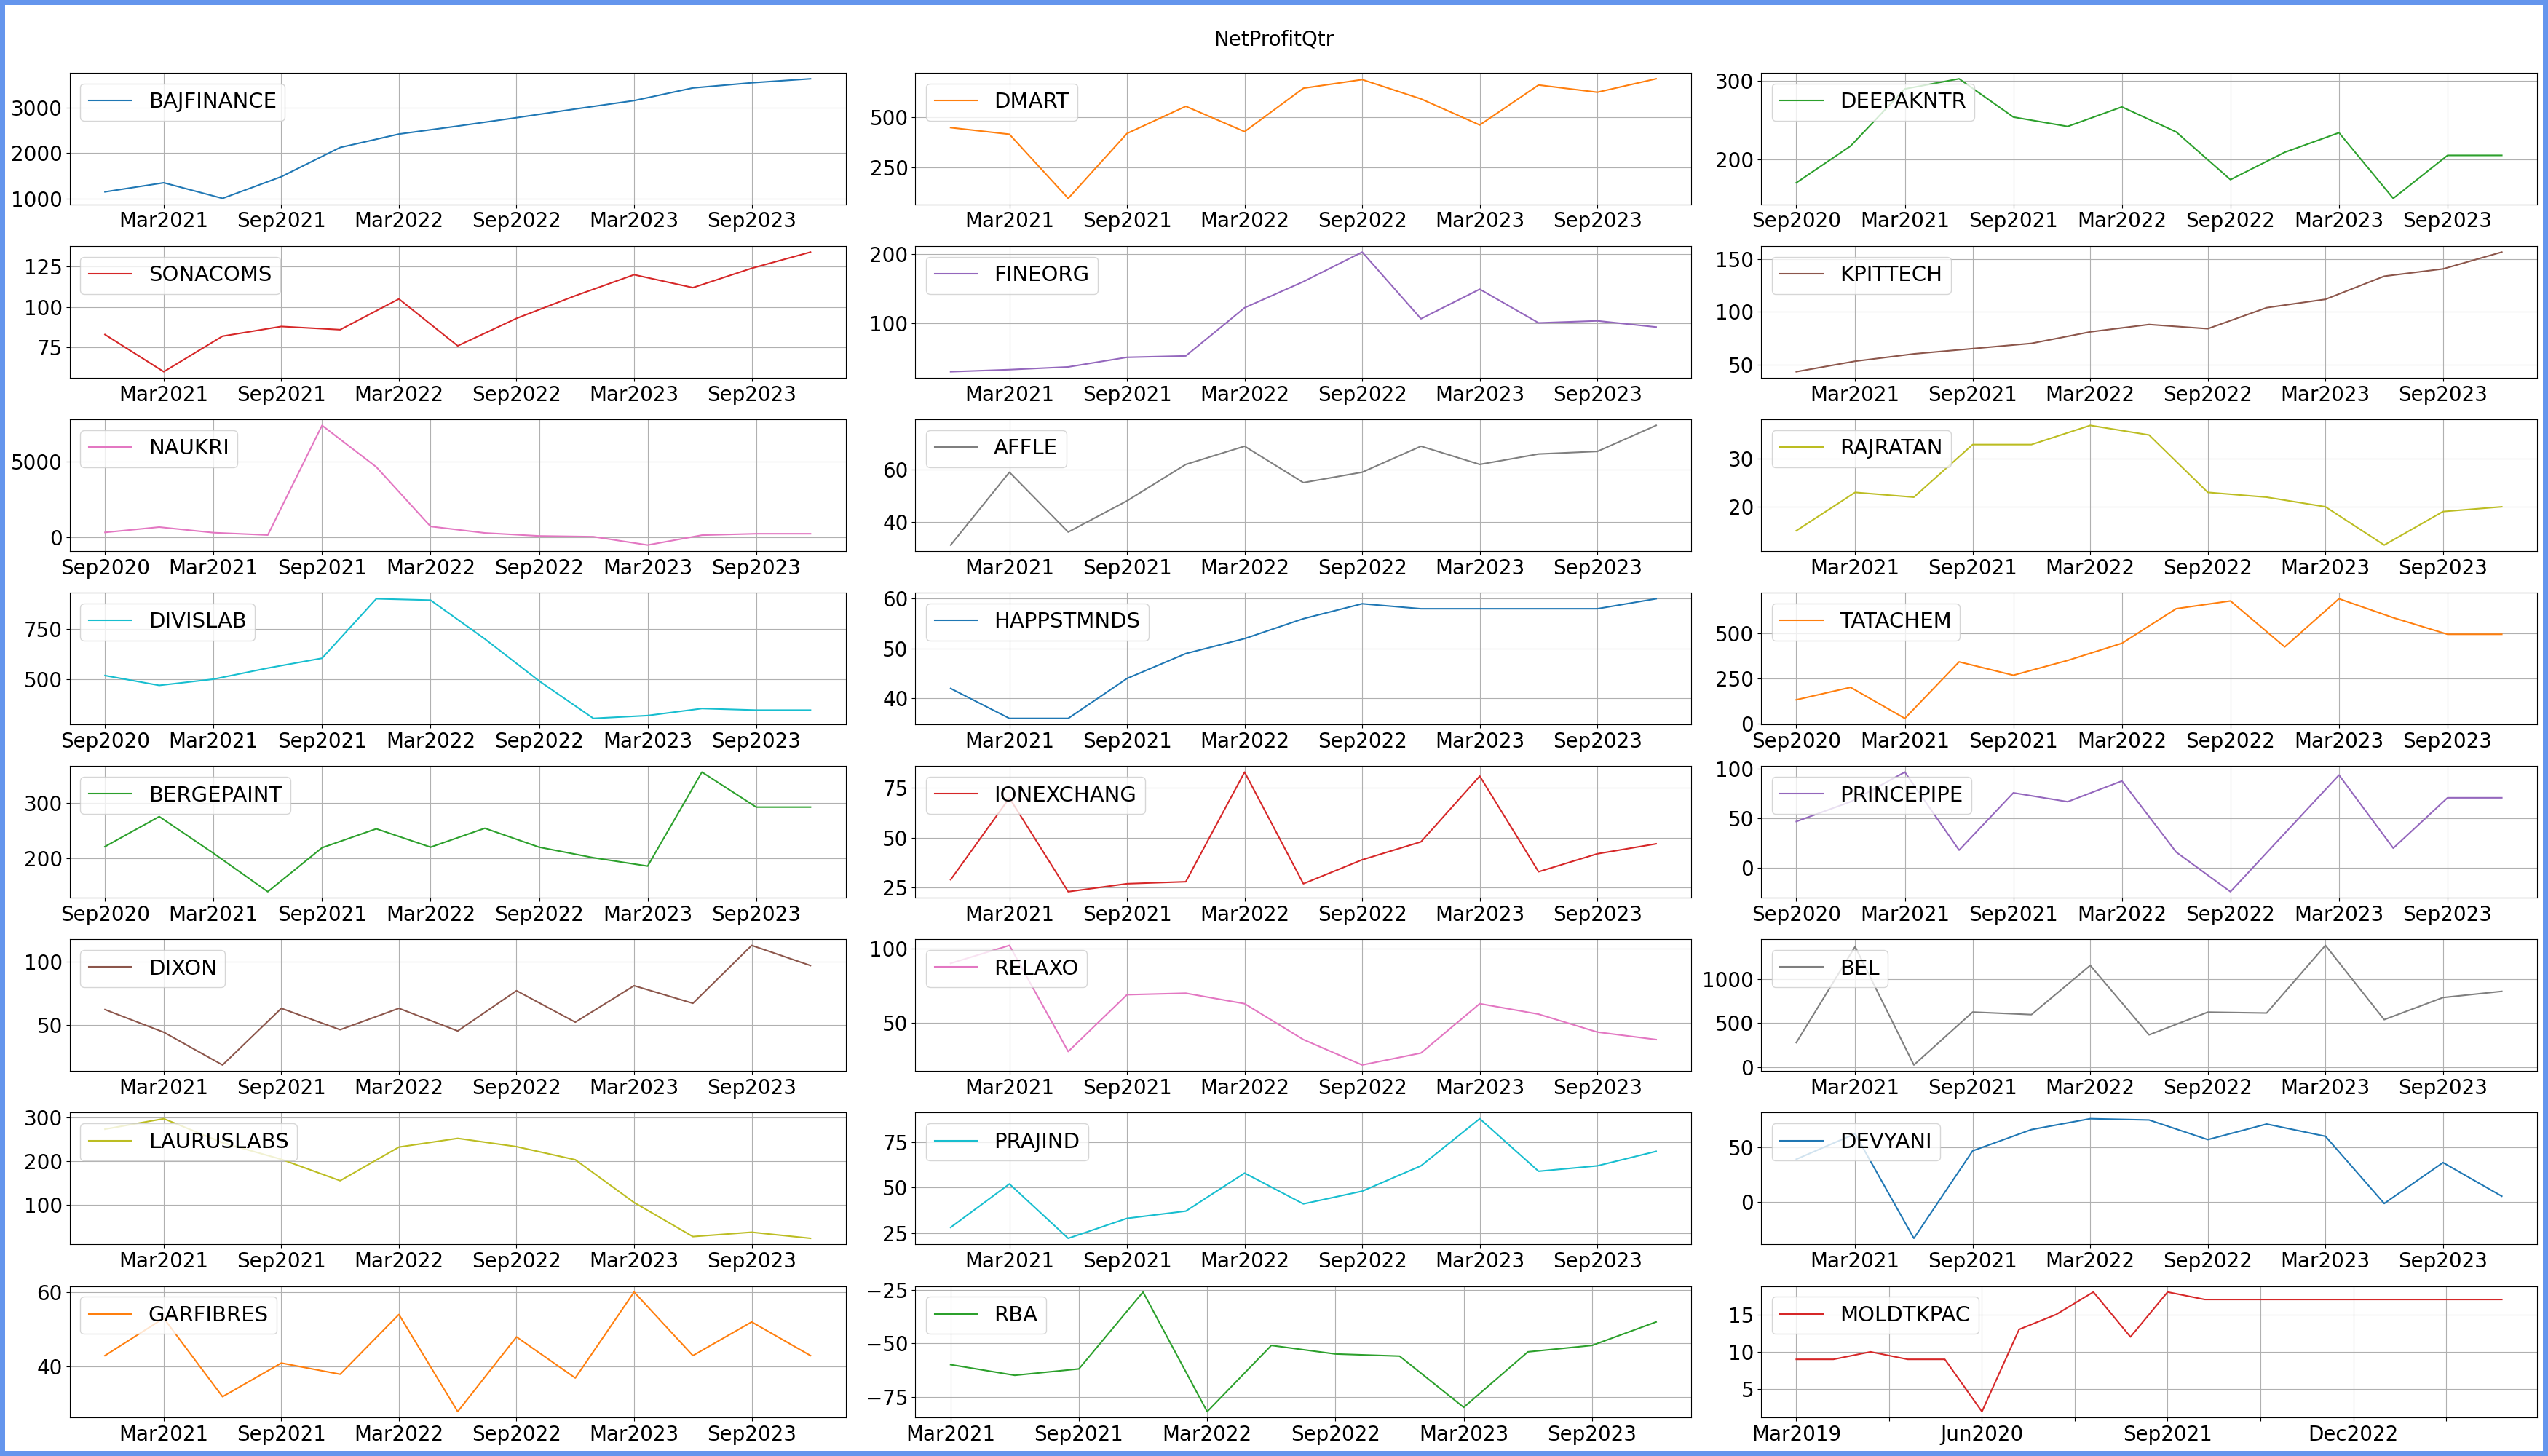 NetProfitQtr
BAJFINANCE
3000
2000
1000
Mar2021 Sep2021 Mar2022 Sep2022 Mar2023 Sep2023
DMART
500
250
Mar2021 Sep2021 Mar2022 Sep2022 Mar2023 Sep2023
DEEPAKNTR
300
200
Sep2020 Mar2021 Sep2021 Mar2022 Sep2022 Mar2023 Sep2023
SONACOMS
125
100
75
Mar2021 Sep2021 Mar2022 Sep2022 Mar2023 Sep2023
FINEORG
200
100
Mar2021 Sep2021 Mar2022 Sep2022 Mar2023 Sep2023
KPITTECH
150
100
50
Mar2021 Sep2021 Mar2022 Sep2022 Mar2023 Sep2023
NAUKRI
5000
0
Sep2020 Mar2021 Sep2021 Mar2022 Sep2022 Mar2023 Sep2023
AFFLE
60
40
Mar2021 Sep2021 Mar2022 Sep2022 Mar2023 Sep2023
RAJRATAN
30
20
Mar2021 Sep2021 Mar2022 Sep2022 Mar2023 Sep2023
DIVISLAB
750
500
Sep2020 Mar2021 Sep2021 Mar2022 Sep2022 Mar2023 Sep2023
HAPPSTMNDS
60
50
40
Mar2021 Sep2021 Mar2022 Sep2022 Mar2023 Sep2023
TATACHEM
500
250
0
Sep2020 Mar2021 Sep2021 Mar2022 Sep2022 Mar2023 Sep2023
BERGEPAINT
300
200
Sep2020 Mar2021 Sep2021 Mar2022 Sep2022 Mar2023 Sep2023
IONEXCHANG
75
50
25
Mar2021 Sep2021 Mar2022 Sep2022 Mar2023 Sep2023
PRINCEPIPE
100
50
0
Sep2020 Mar2021 Sep2021 Mar2022 Sep2022 Mar2023 Sep2023
DIXON
100
50
Mar2021 Sep2021 Mar2022 Sep2022 Mar2023 Sep2023
RELAXO
100
50
Mar2021 Sep2021 Mar2022 Sep2022 Mar2023 Sep2023
BEL
1000
500
0
Mar2021 Sep2021 Mar2022 Sep2022 Mar2023 Sep2023
LAURUSLABS
300
200
100
Mar2021 Sep2021 Mar2022 Sep2022 Mar2023 Sep2023
PRAJIND
75
50
25
Mar2021 Sep2021 Mar2022 Sep2022 Mar2023 Sep2023
DEVYANI
50
0
Mar2021 Sep2021 Mar2022 Sep2022 Mar2023 Sep2023
GARFIBRES
60
40
Mar2021 Sep2021 Mar2022 Sep2022 Mar2023 Sep2023
RBA
−25
−50
−75
Mar2021 Sep2021 Mar2022 Sep2022 Mar2023 Sep2023
MOLDTKPAC
15
10
5
Mar2019 Jun2020 Sep2021 Dec2022